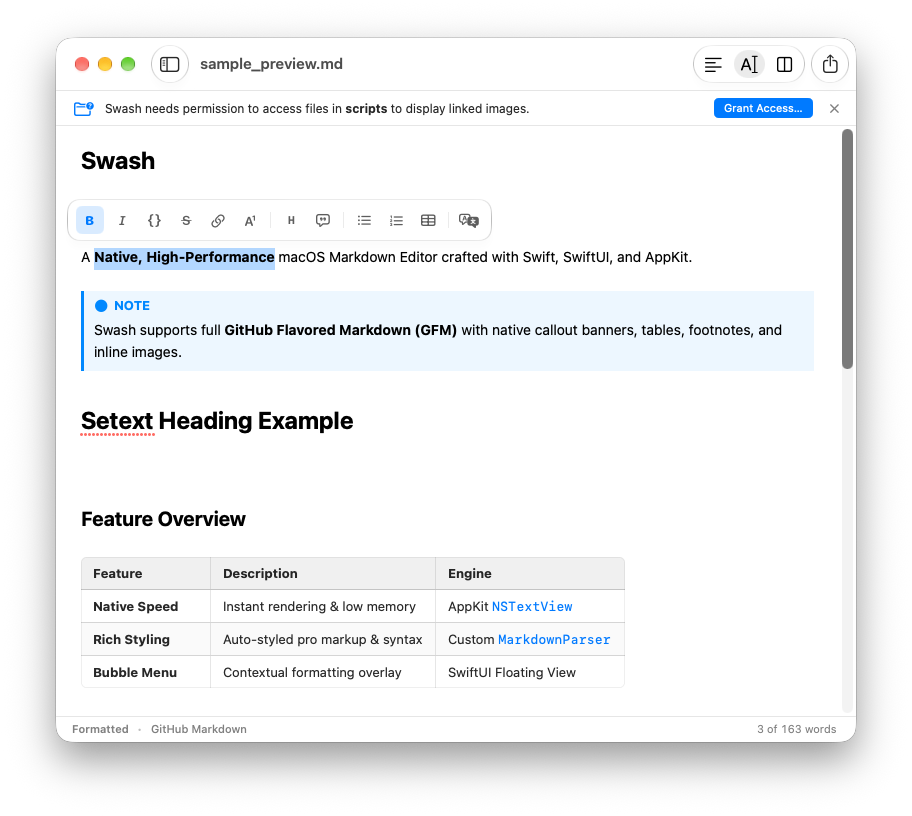 sample_preview.md
A
Swash needs permission to access files in scripts to display linked images.
Grant Access...
Swash
B I {} S A¹ H
A Native, High-Performance macOS Markdown Editor crafted with Swift, SwiftUI, and AppKit.
NOTE
Swash supports full GitHub Flavored Markdown (GFM) with native callout banners, tables, footnotes, and
inline images.
Setext Heading Example
Feature Overview
Feature Description Engine
Native Speed Instant rendering & low memory AppKit NSTextView
Rich Styling Auto-styled pro markup & syntax Custom MarkdownParser
Bubble Menu Contextual formatting overlay SwiftUI Floating View
Formatted · GitHub Markdown 3 of 163 words